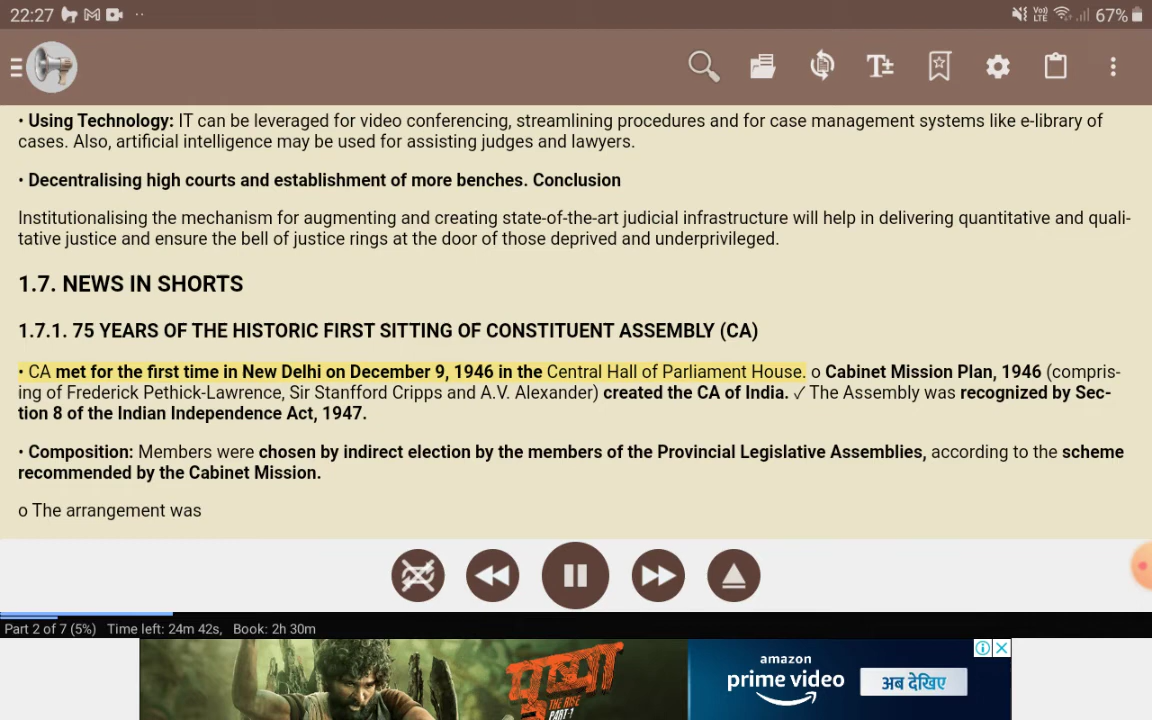 22:27
Vo)) LTE 67%
• Using Technology: IT can be leveraged for video conferencing, streamlining procedures and for case management systems like e-library of
cases. Also, artificial intelligence may be used for assisting judges and lawyers.
• Decentralising high courts and establishment of more benches. Conclusion
Institutionalising the mechanism for augmenting and creating state-of-the-art judicial infrastructure will help in delivering quantitative and quali-
tative justice and ensure the bell of justice rings at the door of those deprived and underprivileged.
1.7. NEWS IN SHORTS
1.7.1. 75 YEARS OF THE HISTORIC FIRST SITTING OF CONSTITUENT ASSEMBLY (CA)
• CA met for the first time in New Delhi on December 9, 1946 in the Central Hall of Parliament House. o Cabinet Mission Plan, 1946 (compris-
ing of Frederick Pethick-Lawrence, Sir Stanfford Cripps and A.V. Alexander) created the CA of India. ✓ The Assembly was recognized by Sec-
tion 8 of the Indian Independence Act, 1947.
• Composition: Members were chosen by indirect election by the members of the Provincial Legislative Assemblies, according to the scheme
recommended by the Cabinet Mission.
o The arrangement was
Part 2 of 7 (5%) Time left: 24m 42s, Book: 2h 30m
पुष्पा
THE RISE
PART-1
amazon
prime video
अब देखिए